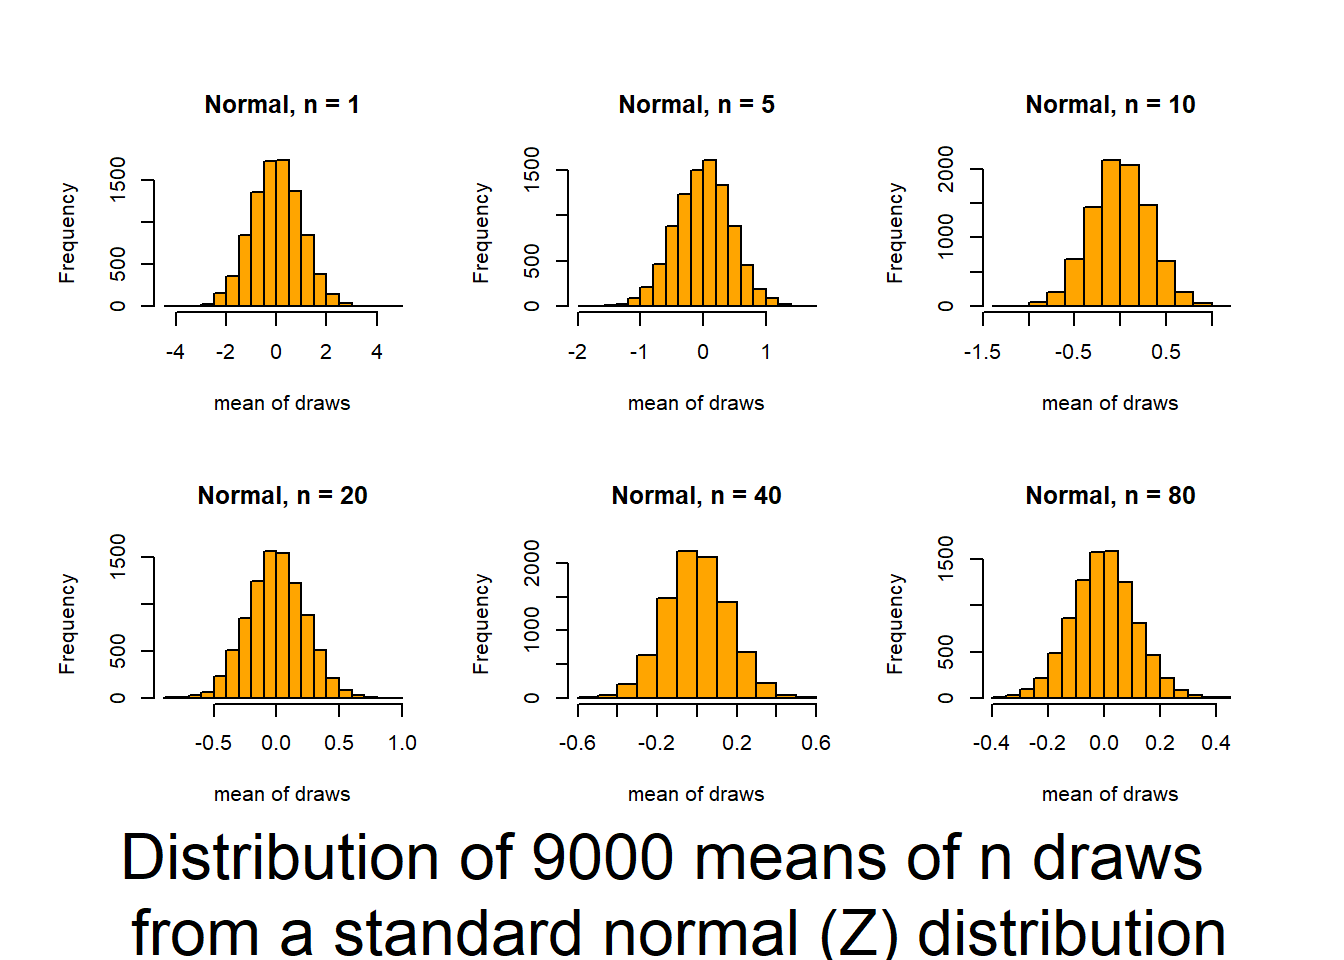 Normal, n = 1
Frequency
1500
500
0
-4 -2 0 2 4
mean of draws
Normal, n = 5
Frequency
1500
500
0
-2 -1 0 1
mean of draws
Normal, n = 10
Frequency
2000
1000
0
-1.5 -0.5 0.5
mean of draws
Normal, n = 20
Frequency
1500
500
0
-0.5 0.0 0.5 1.0
mean of draws
Normal, n = 40
Frequency
2000
1000
0
-0.6 -0.2 0.2 0.6
mean of draws
Normal, n = 80
Frequency
1500
500
0
-0.4 -0.2 0.0 0.2 0.4
mean of draws
Distribution of 9000 means of n draws
from a standard normal (Z) distribution